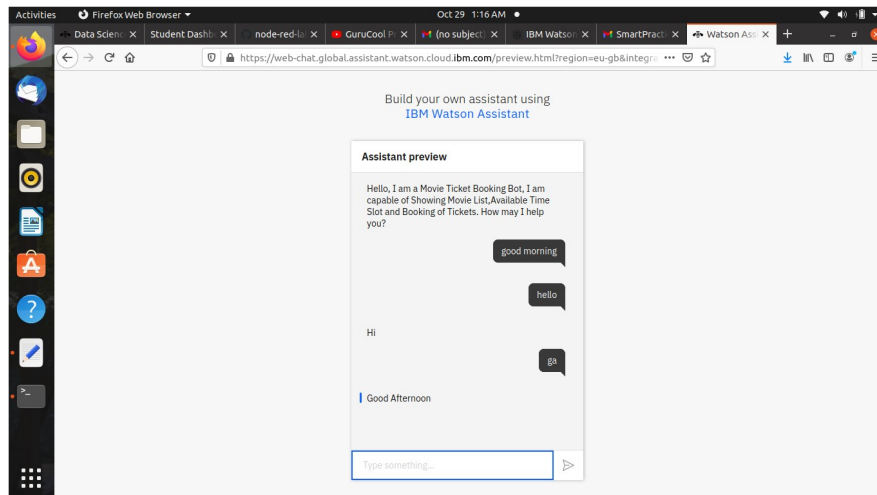 Activities Firefox Web Browser Oct 29 1:16 AM
Data Scienc Student Dashbo node-red-lab GuruCool Pr (no subject) IBM Watson SmartPracti Watson Ass
https://web-chat.global.assistant.watson.cloud.ibm.com/preview.html?region=eu-gb&integra
Build your own assistant using
IBM Watson Assistant
Assistant preview
Hello, I am a Movie Ticket Booking Bot, I am
capable of Showing Movie List,Available Time
Slot and Booking of Tickets. How may I help
you?
good morning
hello
Hi
ga
Good Afternoon
Type something...